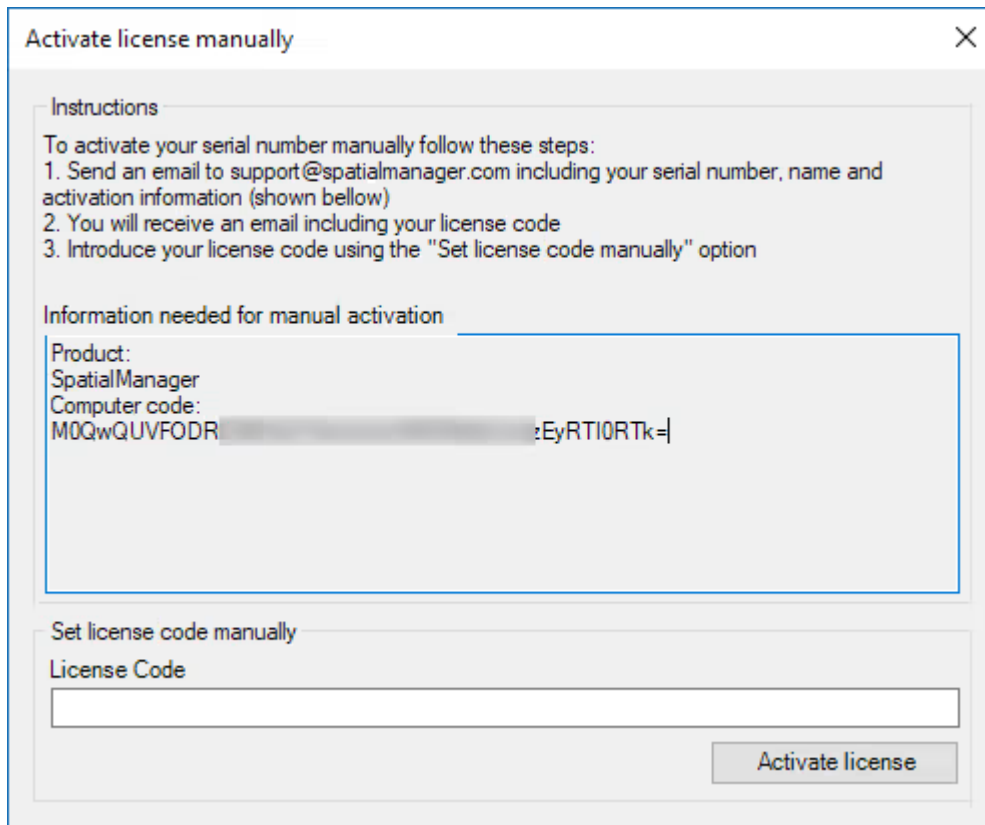 Activate license manually
Instructions
To activate your serial number manually follow these steps:
1. Send an email to support@spatialmanager.com including your serial number, name and
activation information (shown bellow)
2. You will receive an email including your license code
3. Introduce your license code using the "Set license code manually" option
Information needed for manual activation
Product:
SpatialManager
Computer code:
Set license code manually
License Code
Activate license